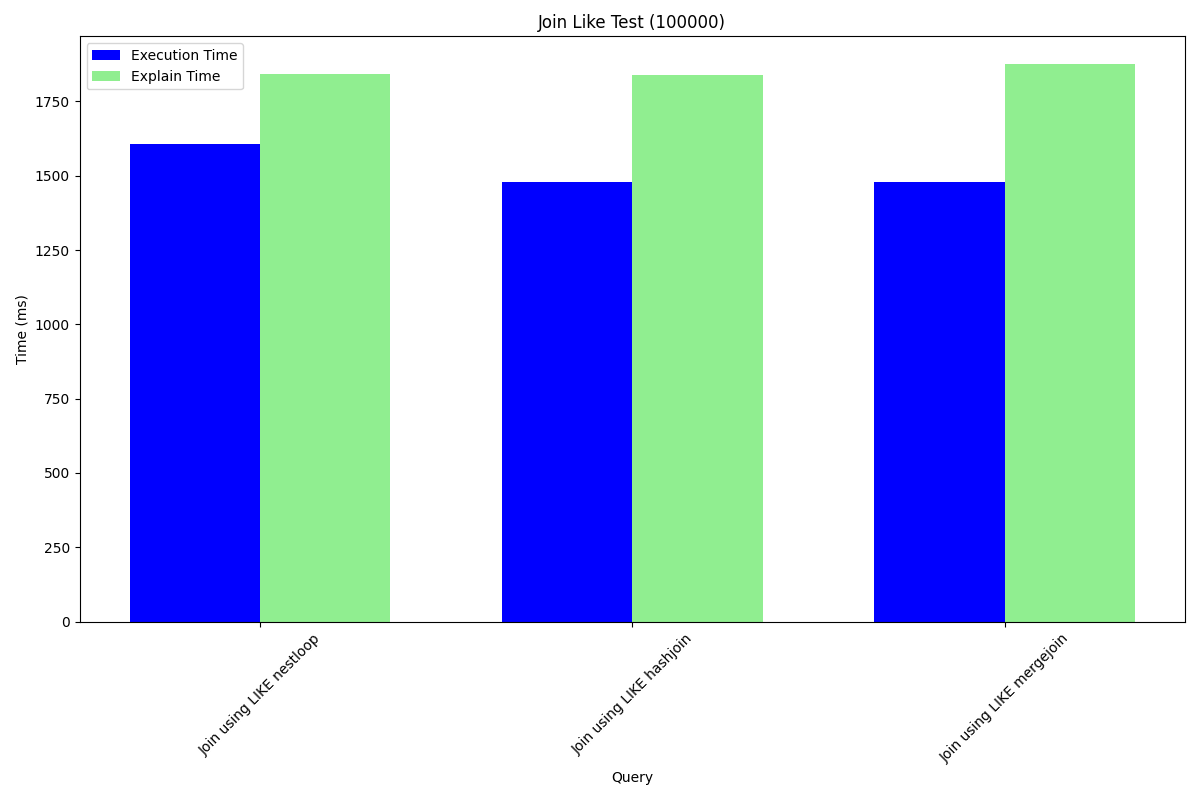 Join Like Test (100000)
Execution Time
Explain Time
Time (ms)
1750
1500
1250
1000
750
500
250
0
Join using LIKE nestloop
Join using LIKE hashjoin
Join using LIKE mergejoin
Query